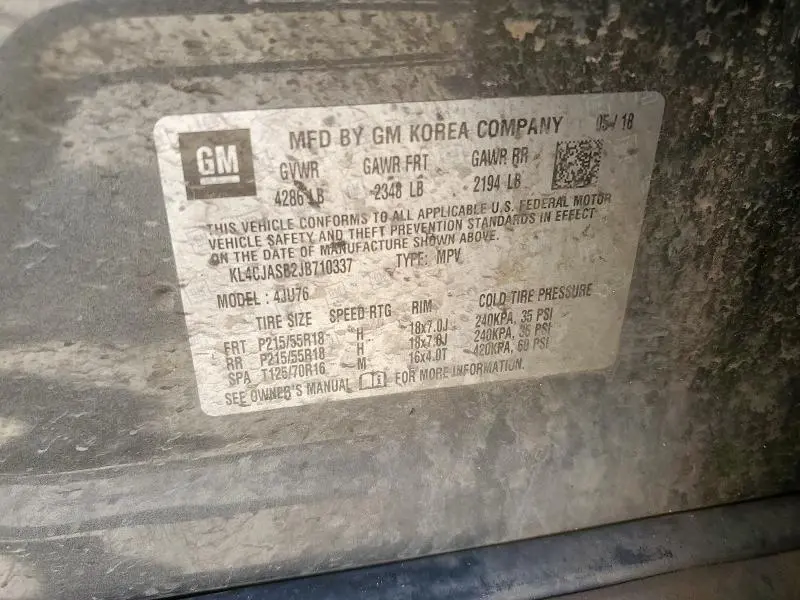 GM
MFD BY GM KOREA COMPANY 05 / 18
GVWR GAWR FRT GAWR RR
4286 LB 2348 LB 2194 LB
THIS VEHICLE CONFORMS TO ALL APPLICABLE U.S. FEDERAL MOTOR
VEHICLE SAFETY AND THEFT PREVENTION STANDARDS IN EFFECT
ON THE DATE OF MANUFACTURE SHOWN ABOVE.
KL4CJASB2JB710337 TYPE: MPV
MODEL : 4JU76
TIRE SIZE SPEED RTG RIM COLD TIRE PRESSURE
FRT P215/55R18 H 18x7.0J 240KPA, 35 PSI
RR P215/55R18 H 18x7.0J 240KPA, 35 PSI
SPA T125/70R16 M 16x4.0T 420KPA, 60 PSI
SEE OWNER'S MANUAL i FOR MORE INFORMATION.